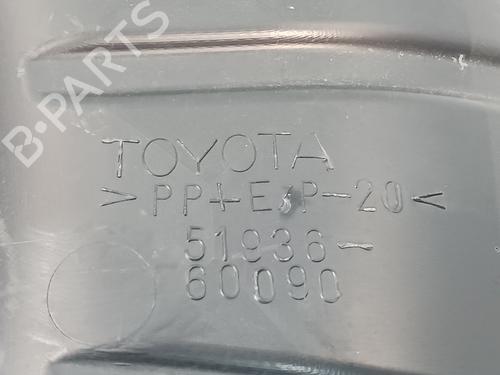 B-PARTS
TOYOTA
>PP+E/P-20<
51936-
60090